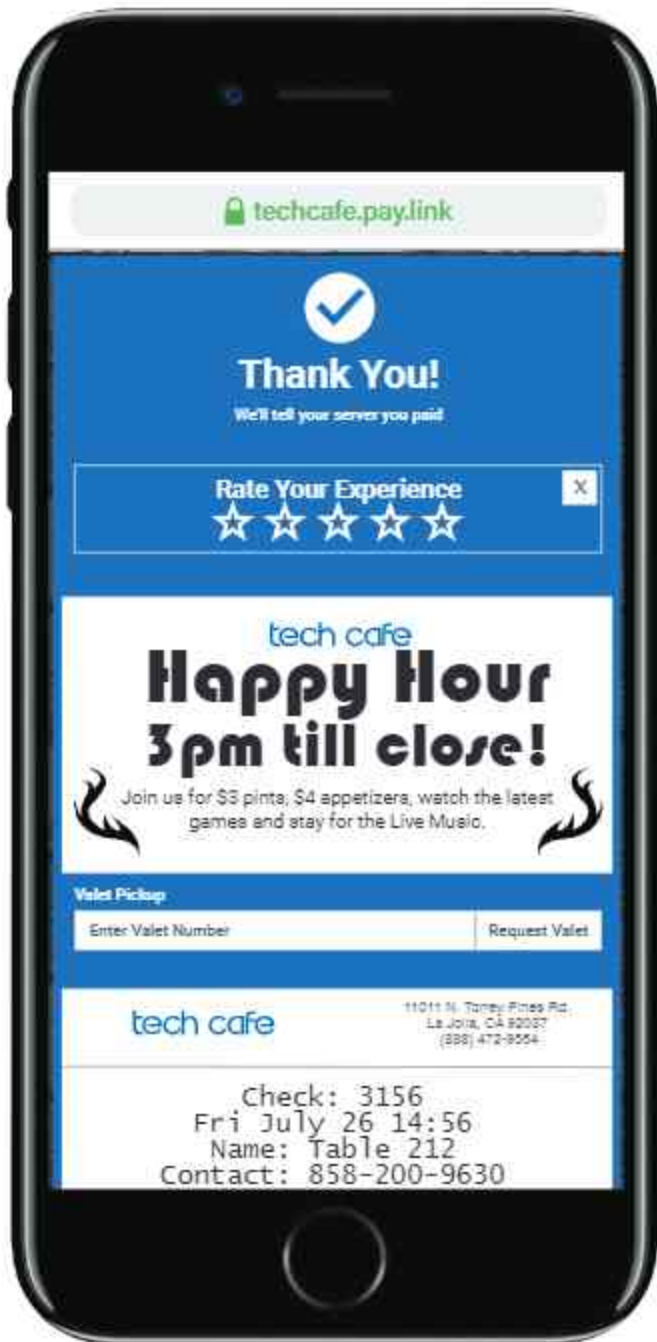 techcafe.pay.link
Thank You!
We'll tell your server you paid
Rate Your Experience
X
tech cafe
Happy Hour
3pm till close!
Join us for $3 pints, $4 appetizers, watch the latest
games and stay for the Live Music.
Valet Pickup
Enter Valet Number
Request Valet
tech cafe
11011 N. Torrey Pines Rd.
La Jolla, CA 92037
(888) 472-9564
Check: 3156
Fri July 26 14:56
Name: Table 212
Contact: 858-200-9630